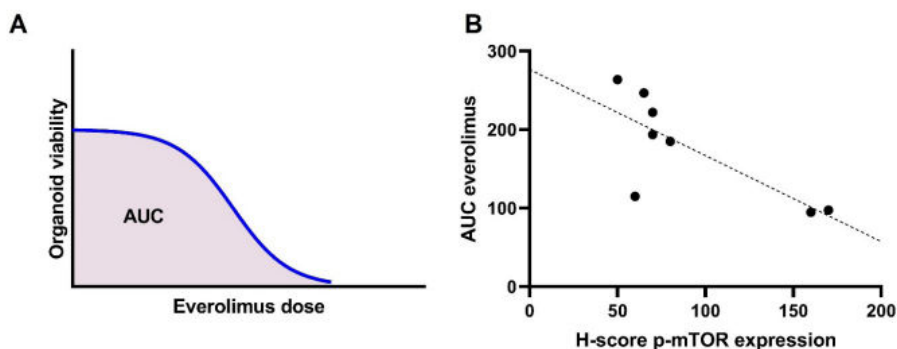 A
Organoid viability
AUC
Everolimus dose
B
AUC everolimus
300
200
100
0
0
50
100
150
200
H-score p-mTOR expression